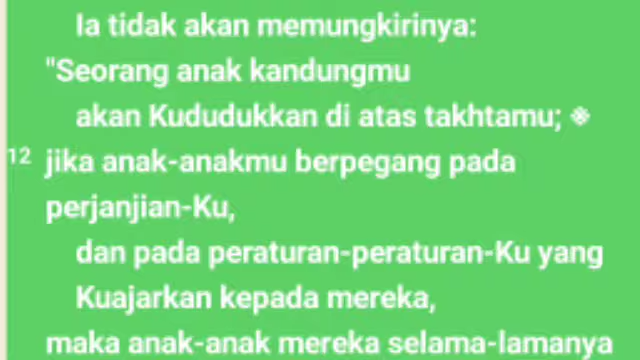 Ia tidak akan memungkirinya:
"Seorang anak kandungmu
akan Kududukkan di atas takhtamu; ※
12 jika anak-anakmu berpegang pada
perjanjian-Ku,
dan pada peraturan-peraturan-Ku yang
Kuajarkan kepada mereka,
maka anak-anak mereka selama-lamanya